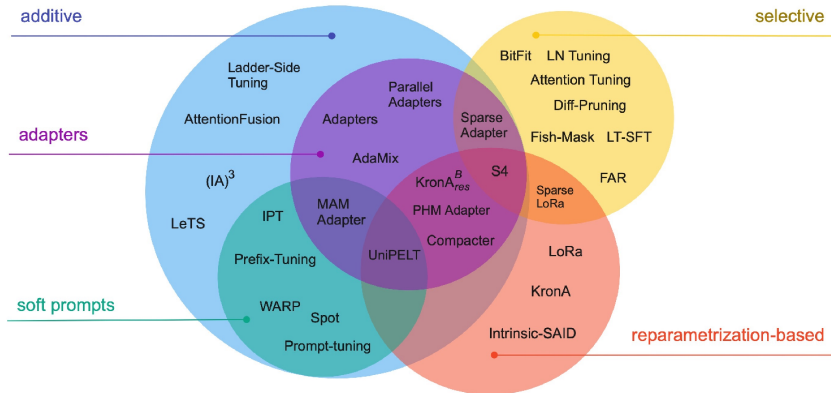 additive
selective
Ladder-Side
Tuning
AttentionFusion
(IA)³
LeTS
adapters
Parallel
Adapters
Adapters
AdaMix
MAM
Adapter
BitFit LN Tuning
Attention Tuning
Diff-Pruning
Fish-Mask LT-SFT
FAR
Sparse
Adapter
S4
Sparse
LoRa
KronA^B_res
PHM Adapter
Compacter
UniPELT
IPT
Prefix-Tuning
WARP
Spot
Prompt-tuning
soft prompts
LoRa
KronA
Intrinsic-SAID
reparametrization-based